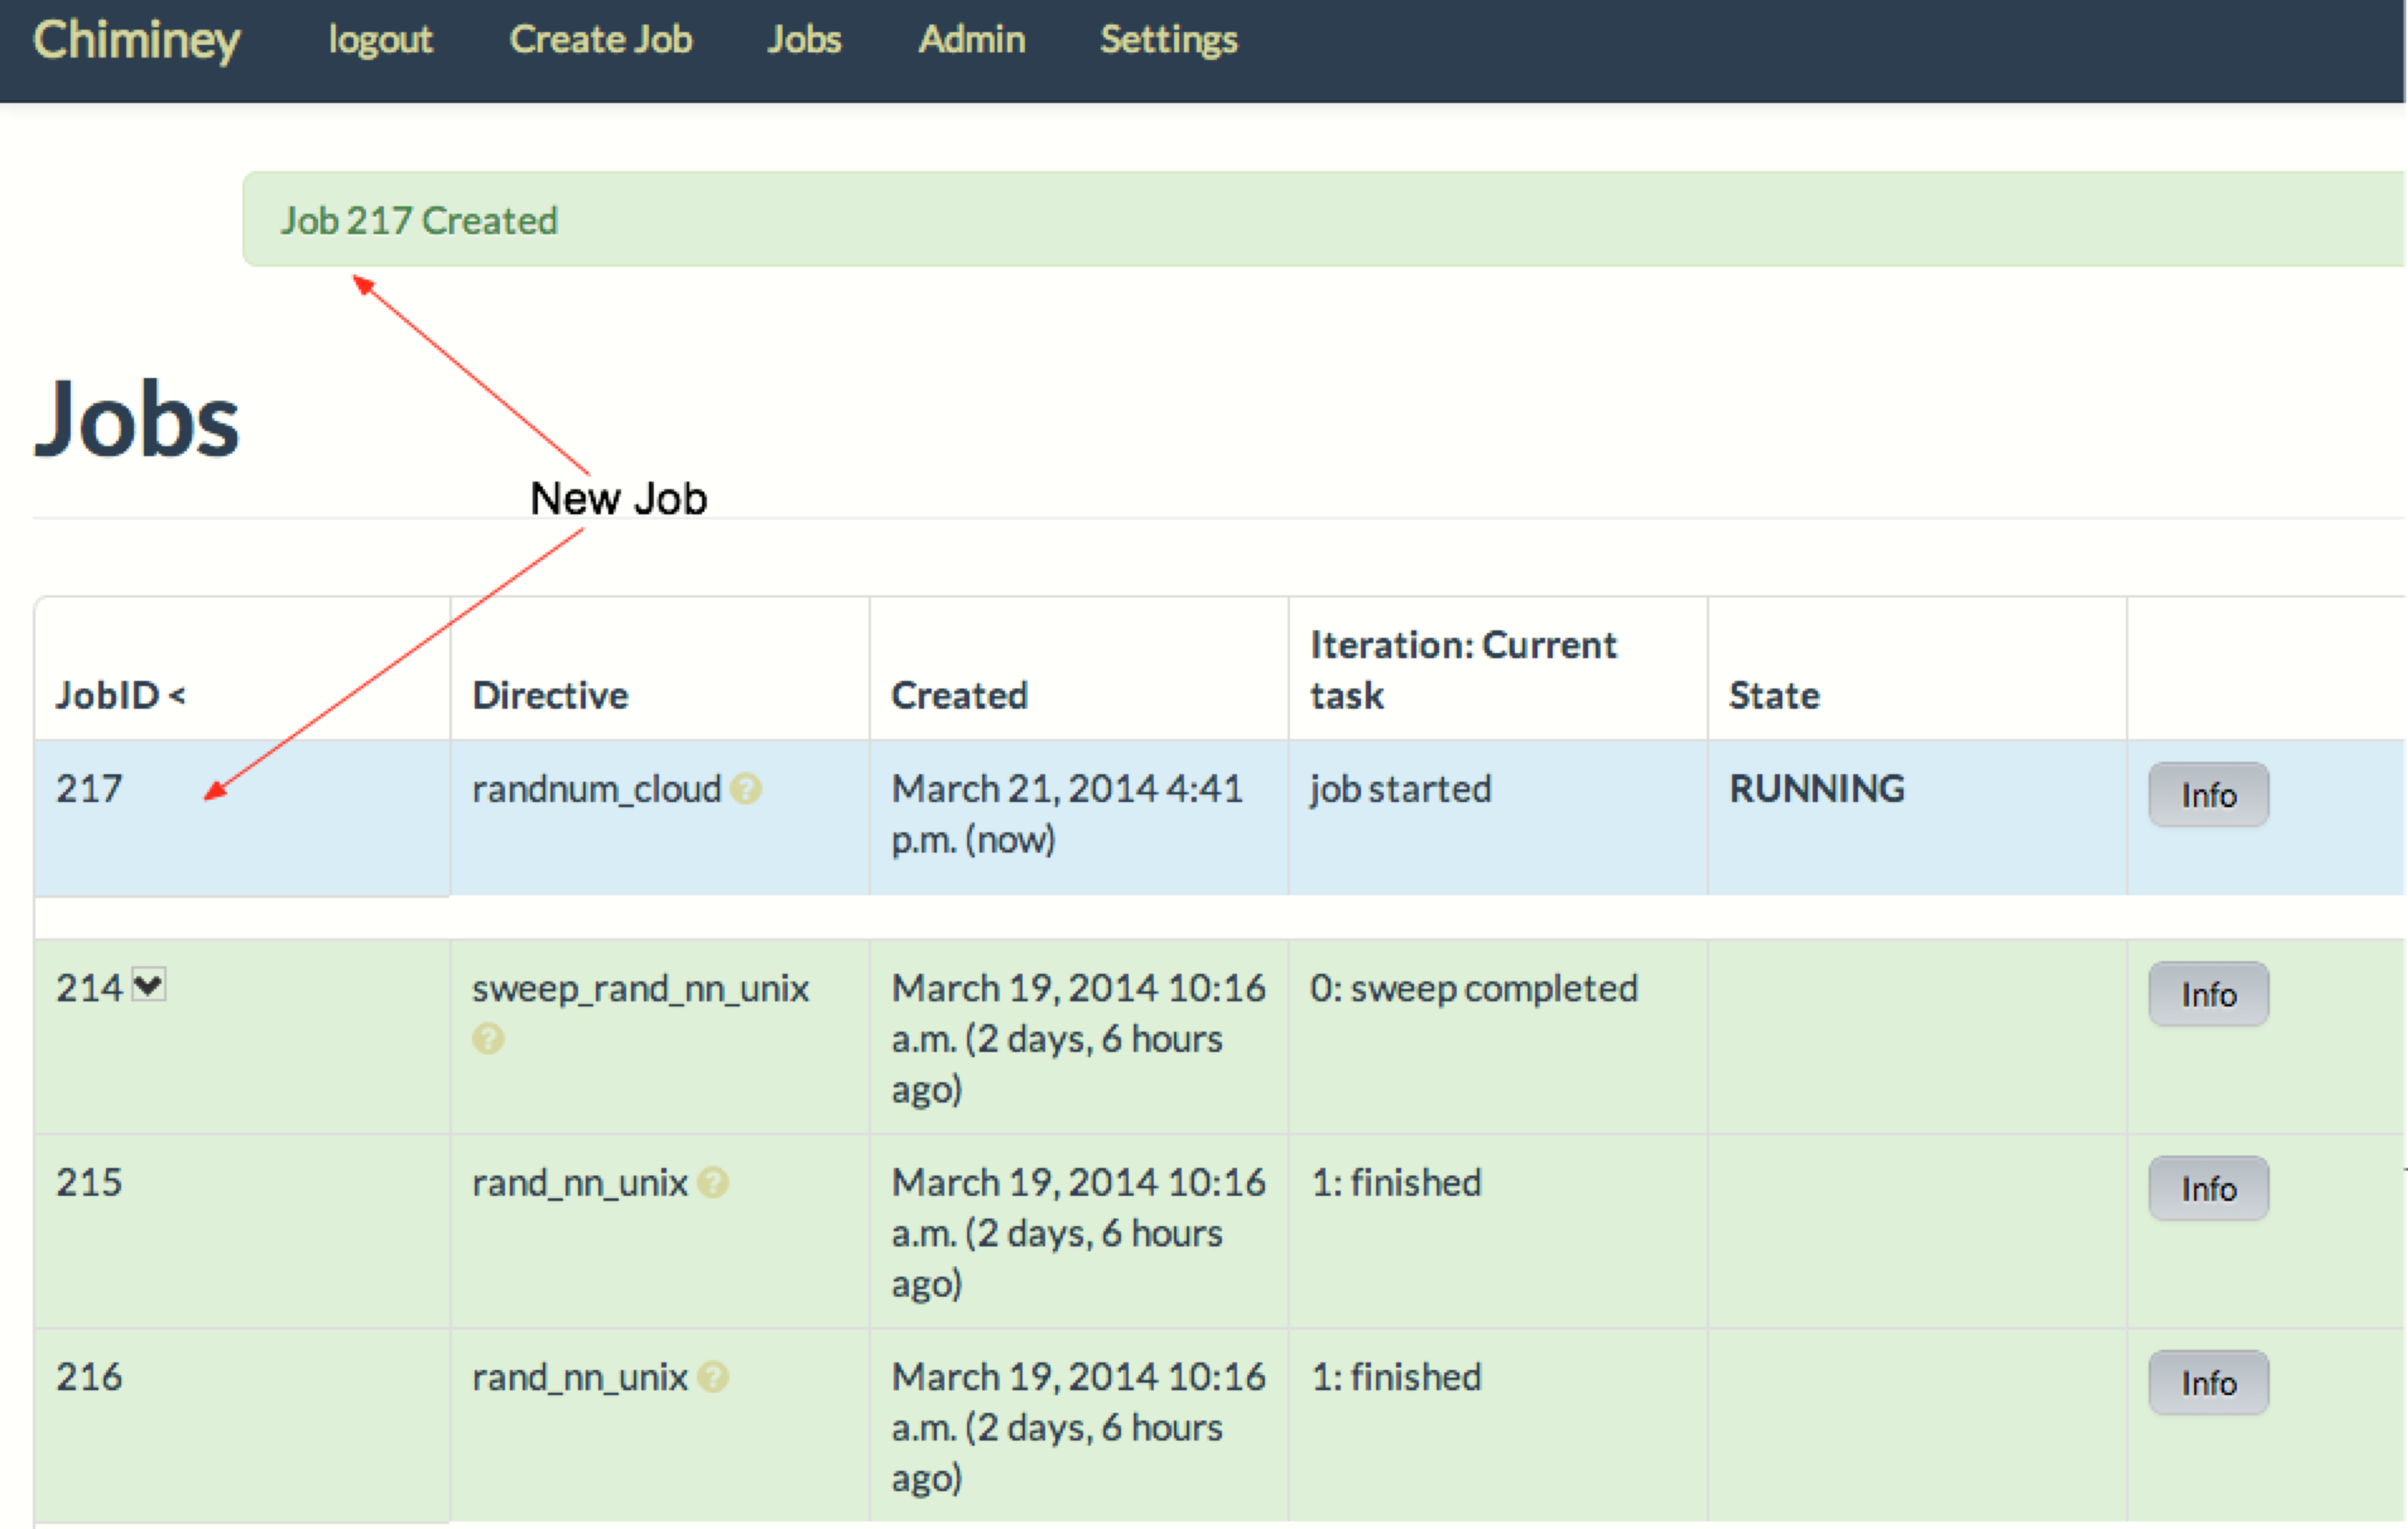 Chiminey logout Create Job Jobs Admin Settings
Job 217 Created
Jobs
New Job
JobID < Directive Created Iteration: Current task State
217 randnum_cloud ? March 21, 2014 4:41 job started RUNNING Info
p.m. (now)
214 sweep_rand_nn_unix March 19, 2014 10:16 0: sweep completed Info
? a.m. (2 days, 6 hours
ago)
215 rand_nn_unix ? March 19, 2014 10:16 1: finished Info
a.m. (2 days, 6 hours
ago)
216 rand_nn_unix ? March 19, 2014 10:16 1: finished Info
a.m. (2 days, 6 hours
ago)